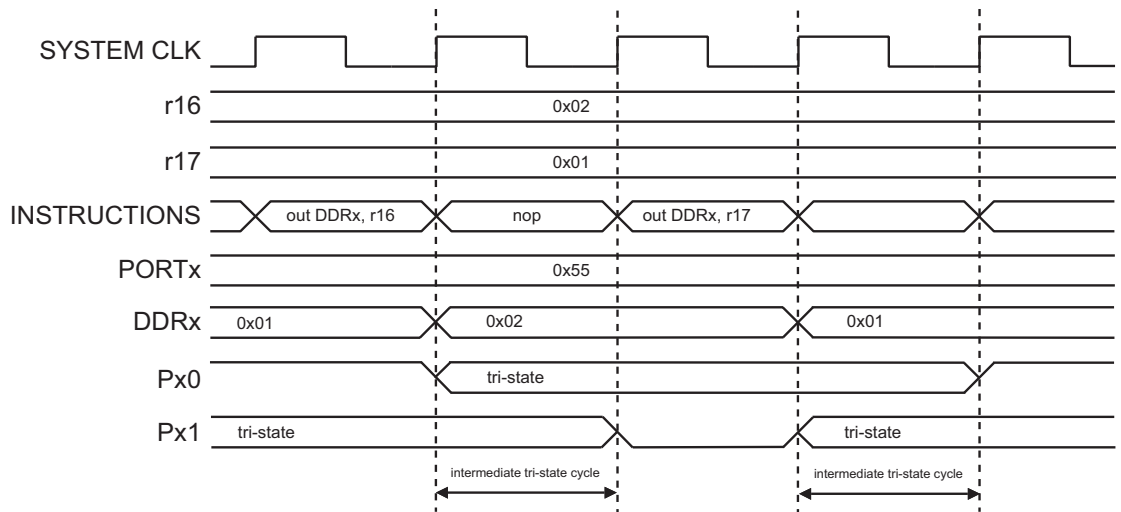 SYSTEM CLK
r16
0x02
r17
0x01
INSTRUCTIONS
out DDRx, r16
nop
out DDRx, r17
PORTx
0x55
DDRx
0x01
0x02
0x01
Px0
tri-state
Px1
tri-state
tri-state
intermediate tri-state cycle
intermediate tri-state cycle